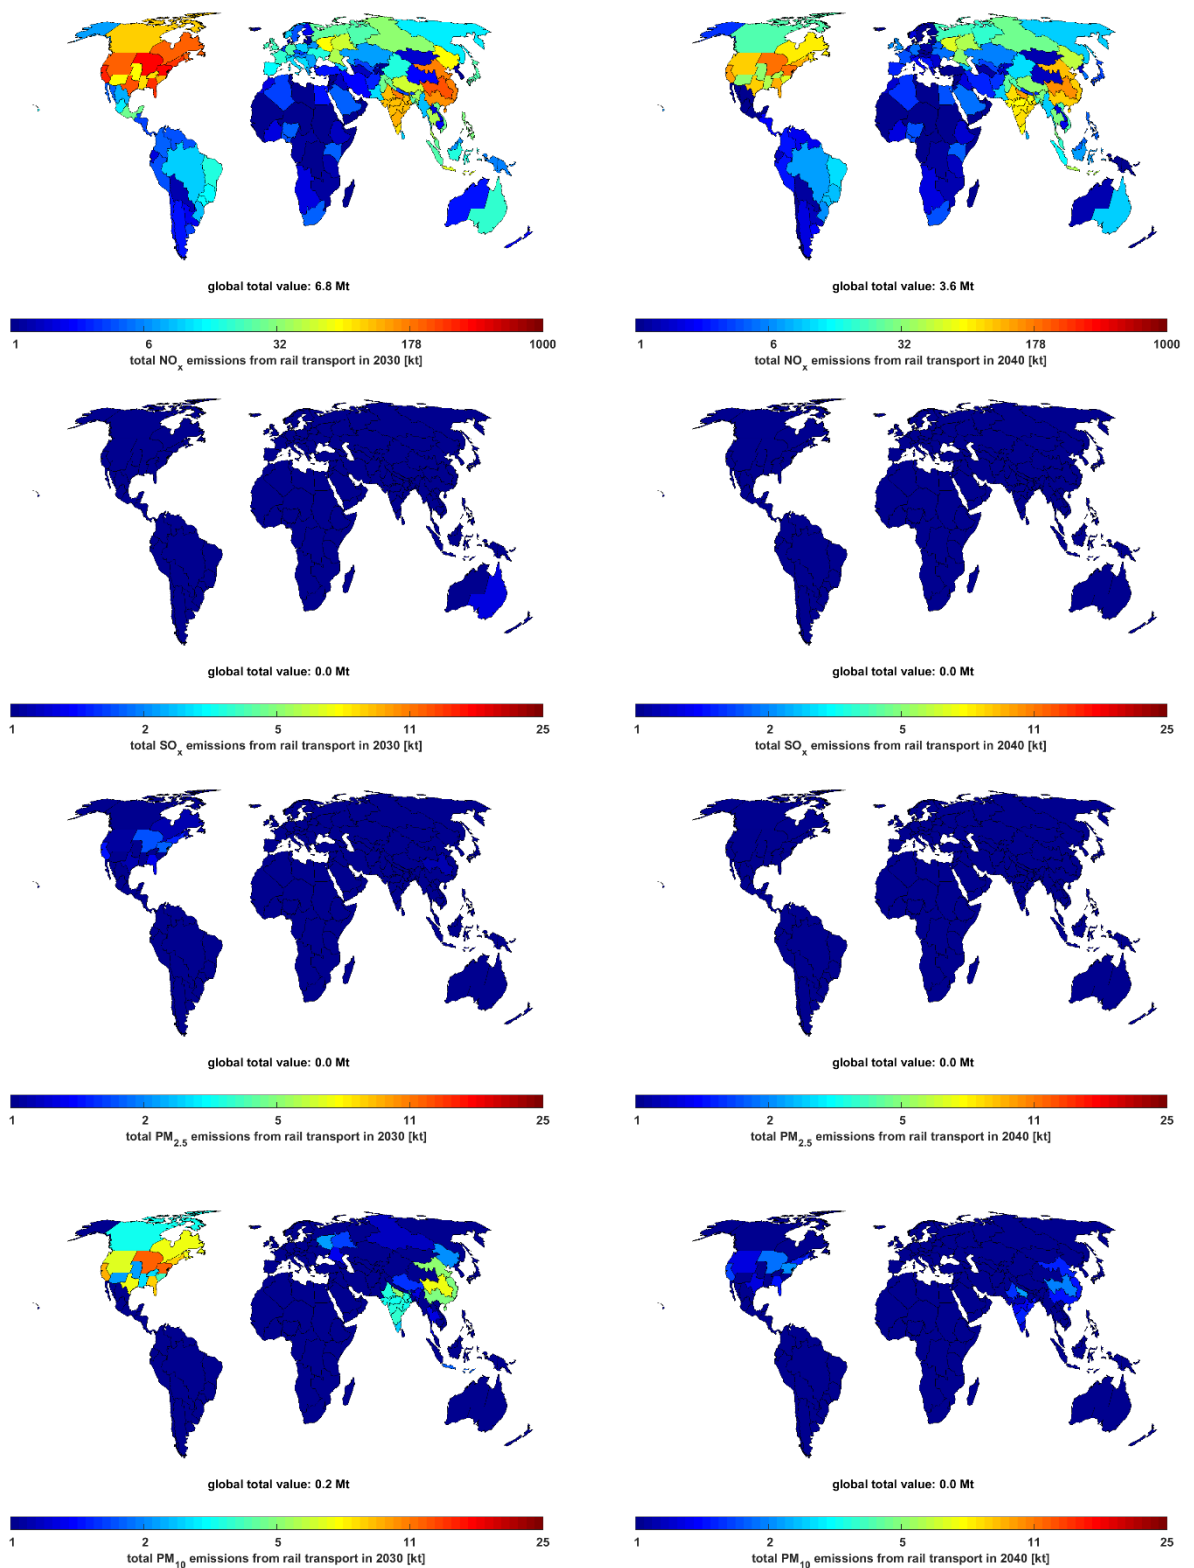 global total value: 6.8 Mt
1 6 32 178 1000
total NOx emissions from rail transport in 2030 [kt]
global total value: 3.6 Mt
1 6 32 178 1000
total NOx emissions from rail transport in 2040 [kt]
global total value: 0.0 Mt
1 2 5 11 25
total SOx emissions from rail transport in 2030 [kt]
global total value: 0.0 Mt
1 2 5 11 25
total SOx emissions from rail transport in 2040 [kt]
global total value: 0.0 Mt
1 2 5 11 25
total PM2.5 emissions from rail transport in 2030 [kt]
global total value: 0.0 Mt
1 2 5 11 25
total PM2.5 emissions from rail transport in 2040 [kt]
global total value: 0.2 Mt
1 2 5 11 25
total PM10 emissions from rail transport in 2030 [kt]
global total value: 0.0 Mt
1 2 5 11 25
total PM10 emissions from rail transport in 2040 [kt]